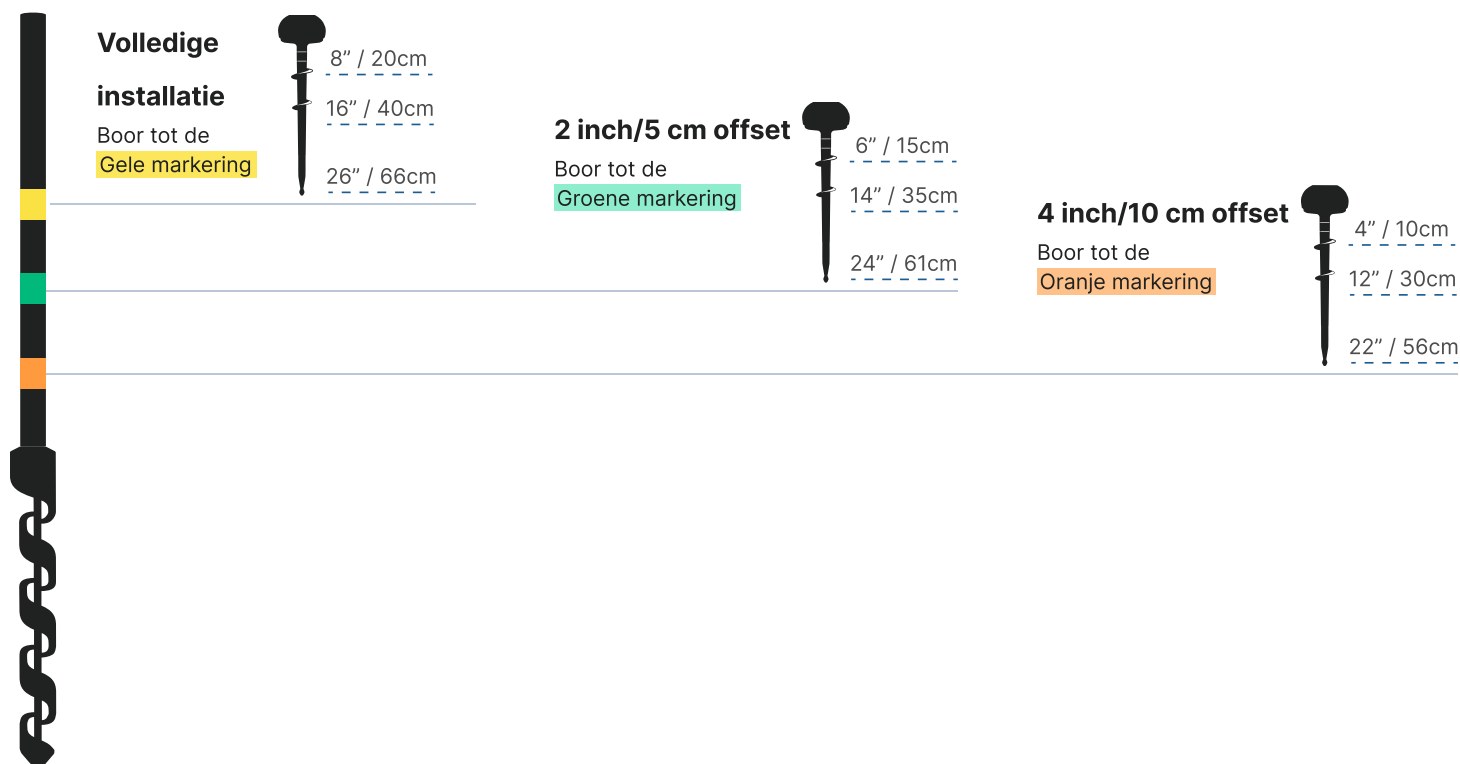 Volledige
installatie
Boor tot de
Gele markering
8” / 20cm
16” / 40cm
26” / 66cm
2 inch/5 cm offset
Boor tot de
Groene markering
6” / 15cm
14” / 35cm
24” / 61cm
4 inch/10 cm offset
Boor tot de
Oranje markering
4” / 10cm
12” / 30cm
22” / 56cm